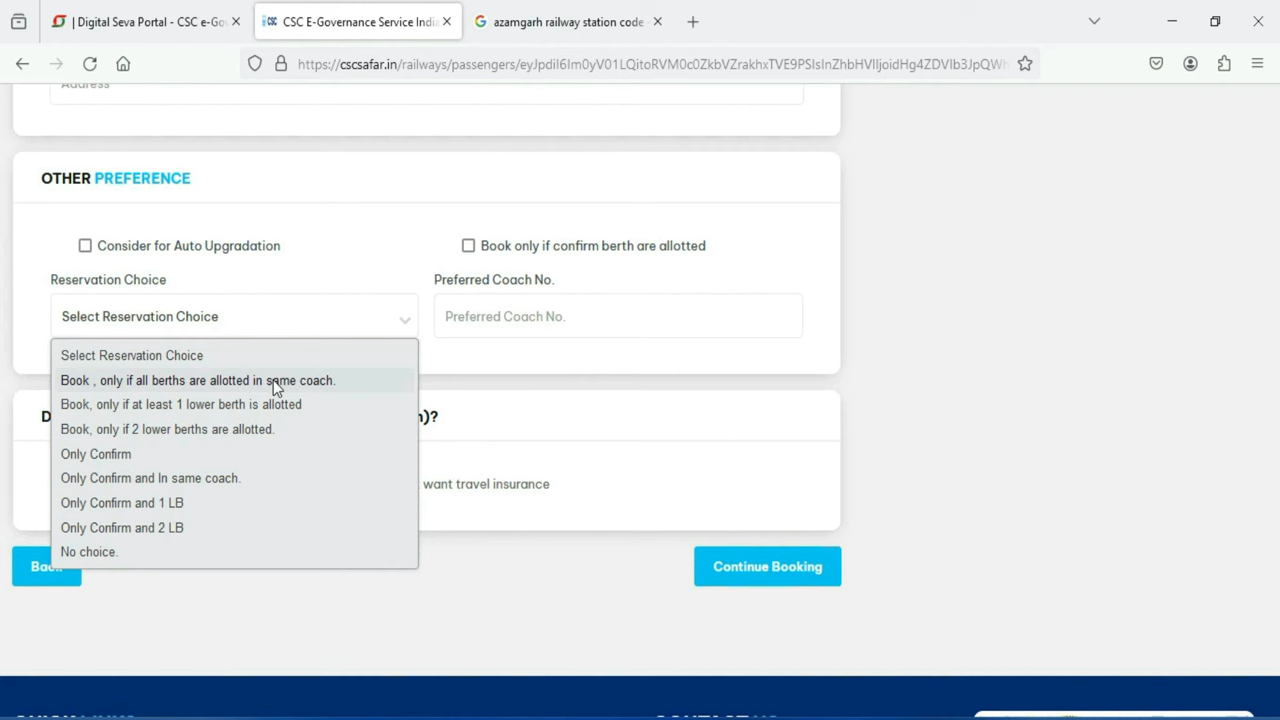 | Digital Seva Portal - CSC e-Go
CSC E-Governance Service India
azamgarh railway station code -
https://cscsafar.in/railways/passengers/
Address
OTHER PREFERENCE
Consider for Auto Upgradation
Book only if confirm berth are allotted
Reservation Choice
Preferred Coach No.
Select Reservation Choice
Preferred Coach No.
Select Reservation Choice
Book , only if all berths are allotted in same coach.
Book, only if at least 1 lower berth is allotted
Book, only if 2 lower berths are allotted.
Only Confirm
Only Confirm and In same coach.
Only Confirm and 1 LB
Only Confirm and 2 LB
No choice.
)?
want travel insurance
Back
Continue Booking